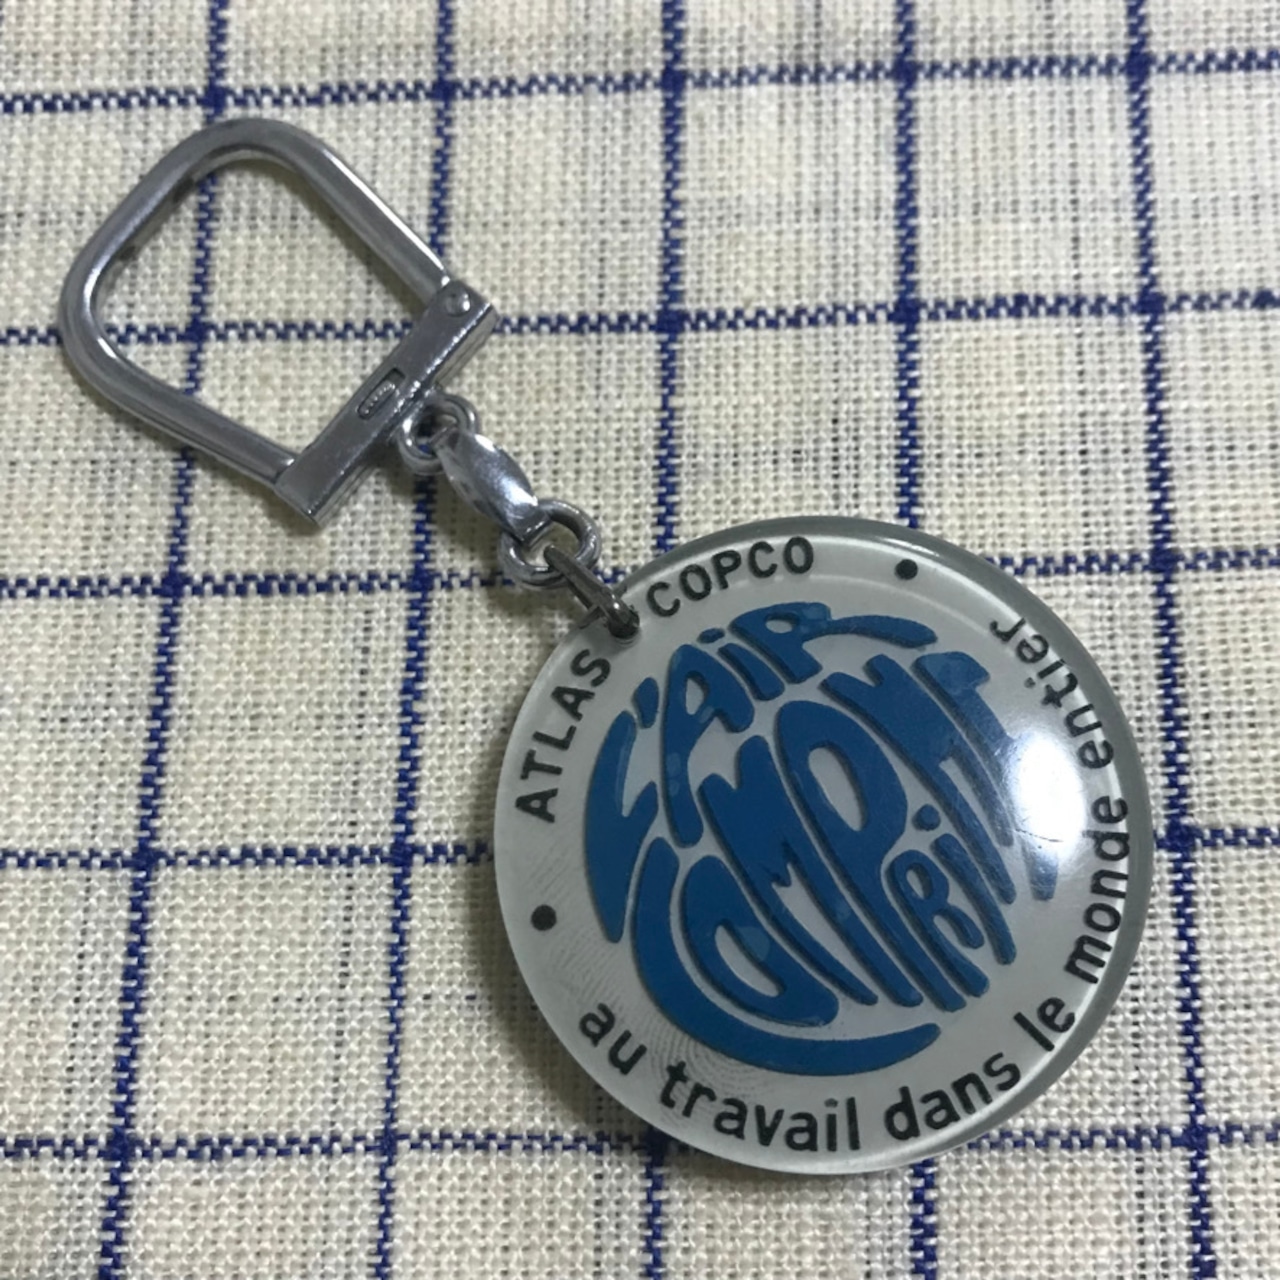 ATLAS COPCO
L'AiR
COMPRiMÉ
au travail dans le monde entier